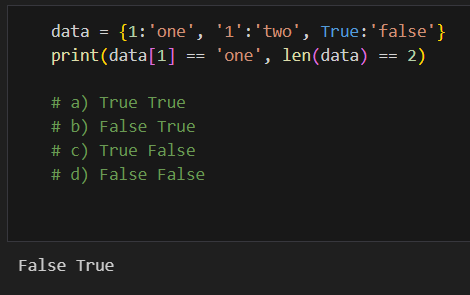 data = {1:'one', '1':'two', True:'false'}
print(data[1] == 'one', len(data) == 2)
# a) True True
# b) False True
# c) True False
# d) False False
False True